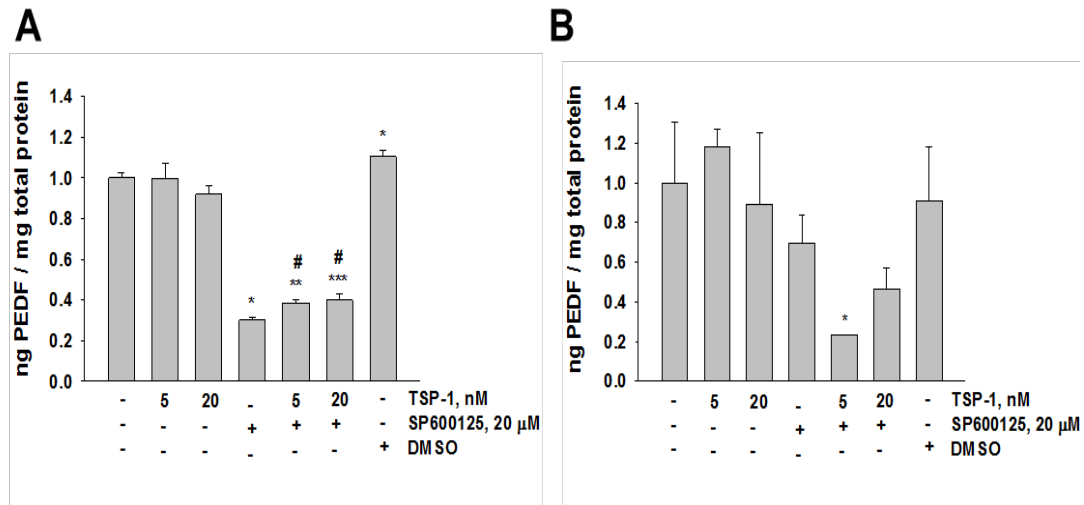 A
ng PEDF / mg total protein
1.4
1.2
1.0
0.8
0.6
0.4
0.2
0.0
*
*
**
***
#
#
*
- 5 20 - 5 20 - TSP-1, nM
- - - + + + - SP600125, 20 µM
- - - - - - + DMSO
B
ng PEDF / mg total protein
1.4
1.2
1.0
0.8
0.6
0.4
0.2
0.0
*
- 5 20 - 5 20 - TSP-1, nM
- - - + + + - SP600125, 20 µM
- - - - - - + DMSO